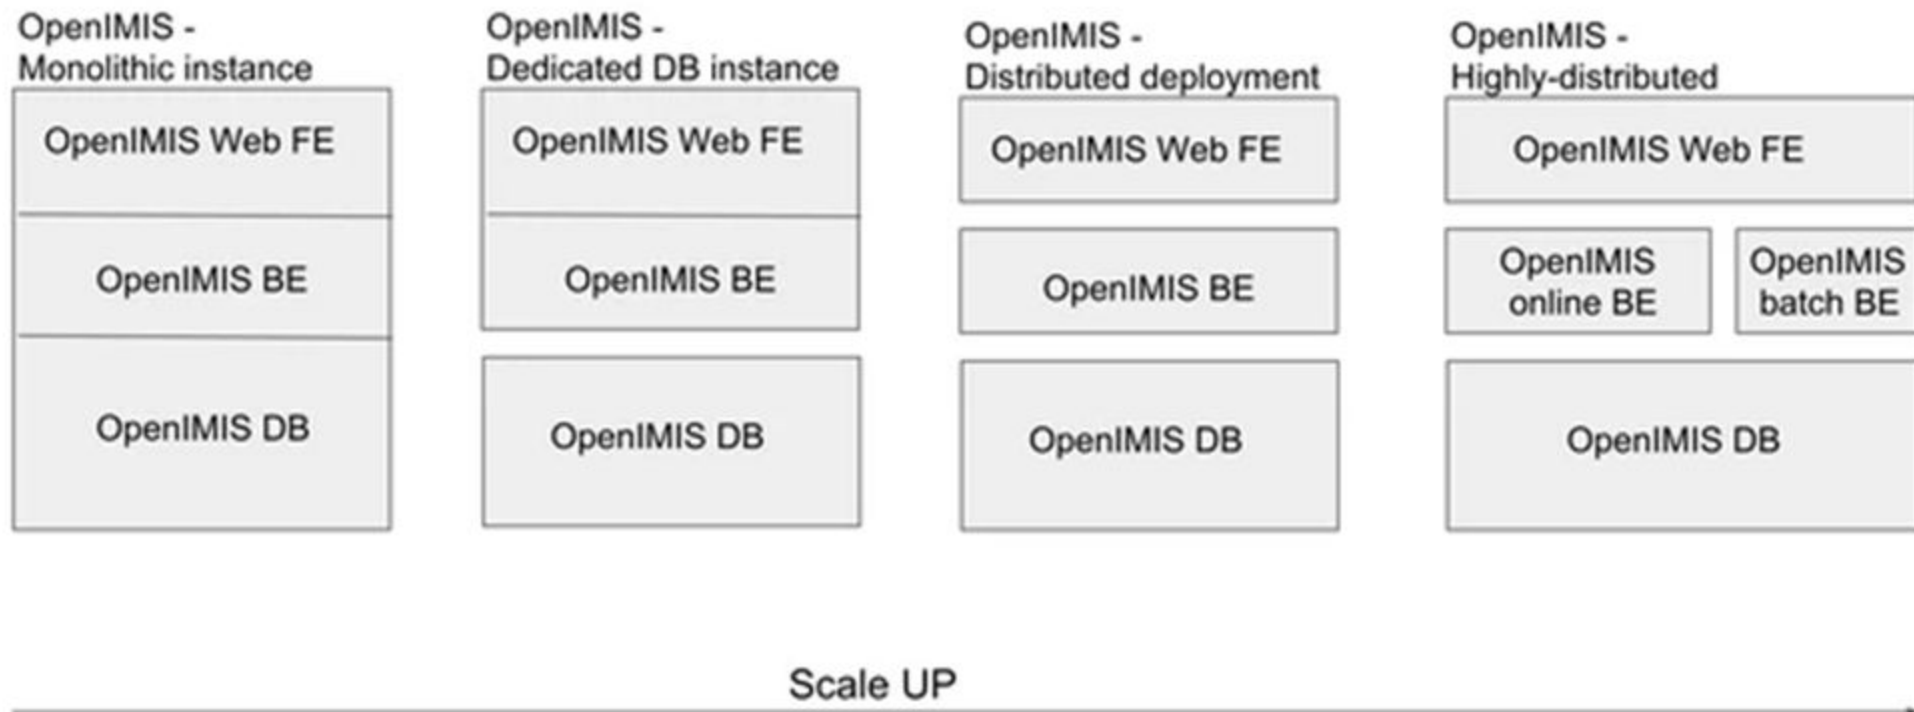 OpenIMIS -
Monolithic instance
OpenIMIS Web FE
OpenIMIS BE
OpenIMIS DB
OpenIMIS -
Dedicated DB instance
OpenIMIS Web FE
OpenIMIS BE
OpenIMIS DB
OpenIMIS -
Distributed deployment
OpenIMIS Web FE
OpenIMIS BE
OpenIMIS DB
OpenIMIS -
Highly-distributed
OpenIMIS Web FE
OpenIMIS
online BE
OpenIMIS
batch BE
OpenIMIS DB
Scale UP